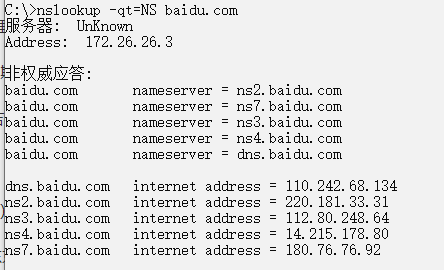 C:\>nslookup -qt=NS baidu.com
服务器:  UnKnown
Address:  172.26.26.3
非权威应答:
baidu.com       nameserver = ns2.baidu.com
baidu.com       nameserver = ns7.baidu.com
baidu.com       nameserver = ns3.baidu.com
baidu.com       nameserver = ns4.baidu.com
baidu.com       nameserver = dns.baidu.com
dns.baidu.com   internet address = 110.242.68.134
ns2.baidu.com   internet address = 220.181.33.31
ns3.baidu.com   internet address = 112.80.248.64
ns4.baidu.com   internet address = 14.215.178.80
ns7.baidu.com   internet address = 180.76.76.92